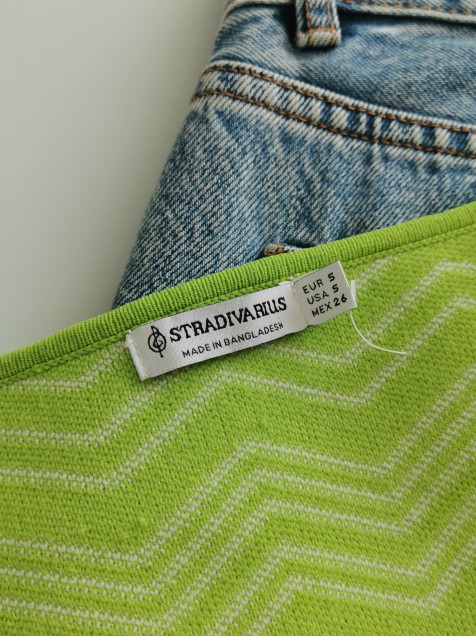 STRADIVARIUS
MADE IN BANGLADESH
EUR S
USA S
MEX 26